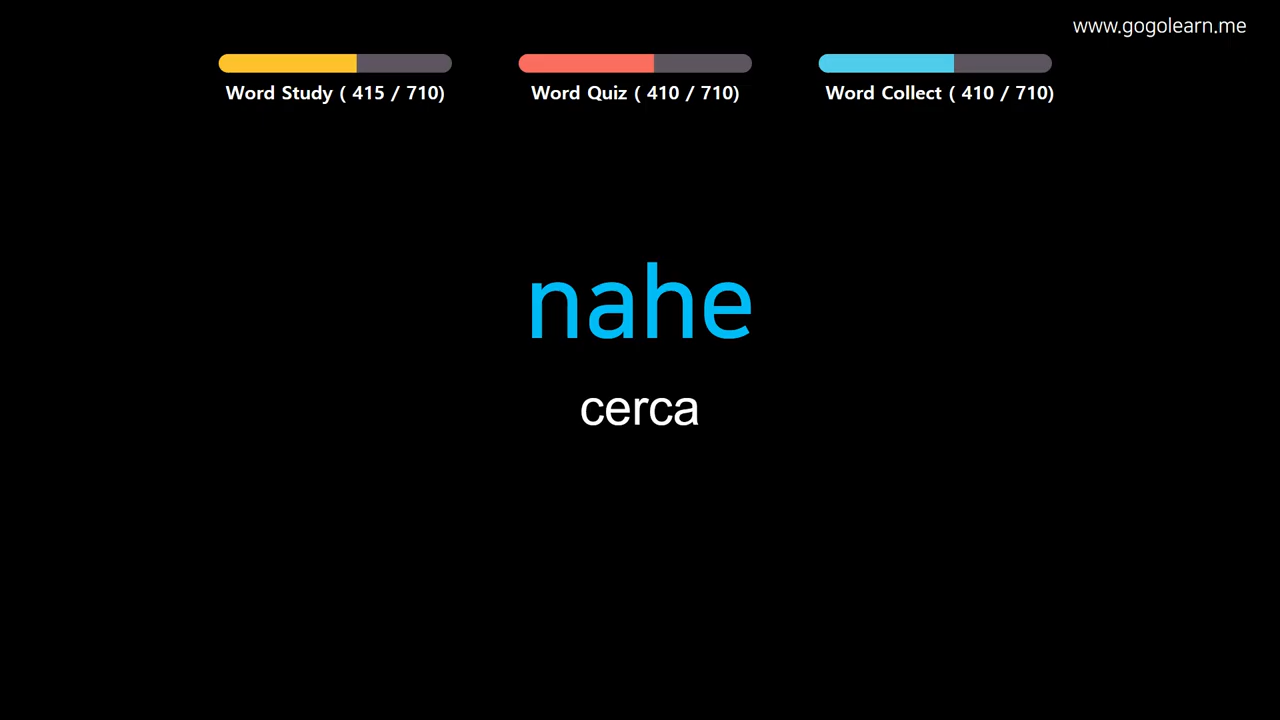 www.gogolearn.me
Word Study ( 415 / 710)
Word Quiz ( 410 / 710)
Word Collect ( 410 / 710)
nahe
cerca